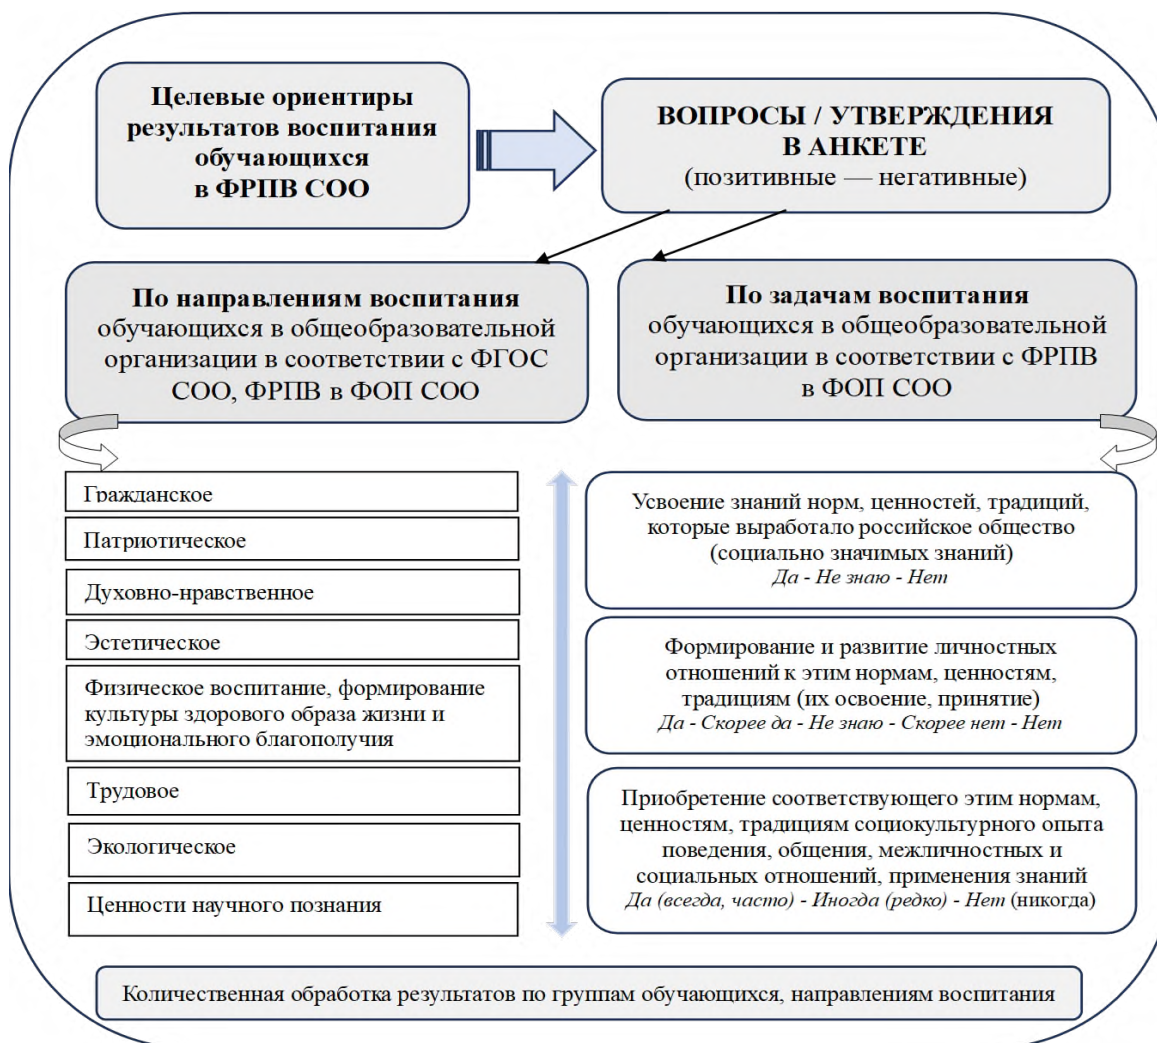 Целевые ориентиры
результатов воспитания
обучающихся
в ФРПВ СОО
ВОПРОСЫ / УТВЕРЖДЕНИЯ
В АНКЕТЕ
(позитивные — негативные)
По направлениям воспитания
обучающихся в общеобразовательной
организации в соответствии с ФГОС
СОО, ФРПВ в ФОП СОО
По задачам воспитания
обучающихся в общеобразовательной
организации в соответствии с ФРПВ
в ФОП СОО
Гражданское
Патриотическое
Духовно-нравственное
Эстетическое
Физическое воспитание, формирование
культуры здорового образа жизни и
эмоционального благополучия
Трудовое
Экологическое
Ценности научного познания
Усвоение знаний норм, ценностей, традиций,
которые выработало российское общество
(социально значимых знаний)
Да - Не знаю - Нет
Формирование и развитие личностных
отношений к этим нормам, ценностям,
традициям (их освоение, принятие)
Да - Скорее да - Не знаю - Скорее нет - Нет
Приобретение соответствующего этим нормам,
ценностям, традициям социокультурного опыта
поведения, общения, межличностных и
социальных отношений, применения знаний
Да (всегда, часто) - Иногда (редко) - Нет (никогда)
Количественная обработка результатов по группам обучающихся, направлениям воспитания